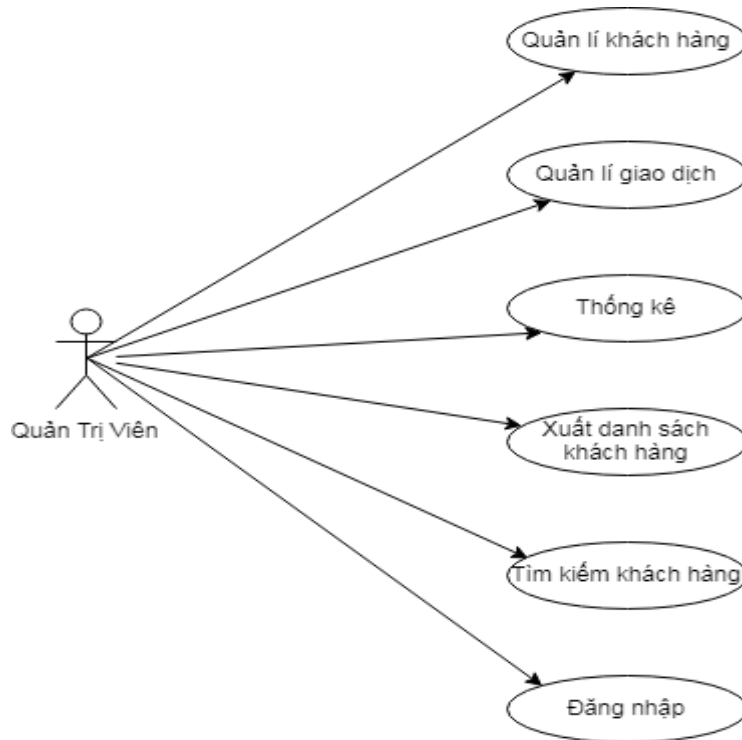 Quản lí khách hàng
Quản lí giao dịch
Thống kê
Quản Trị Viên
Xuất danh sách
khách hàng
Tìm kiếm khách hàng
Đăng nhập